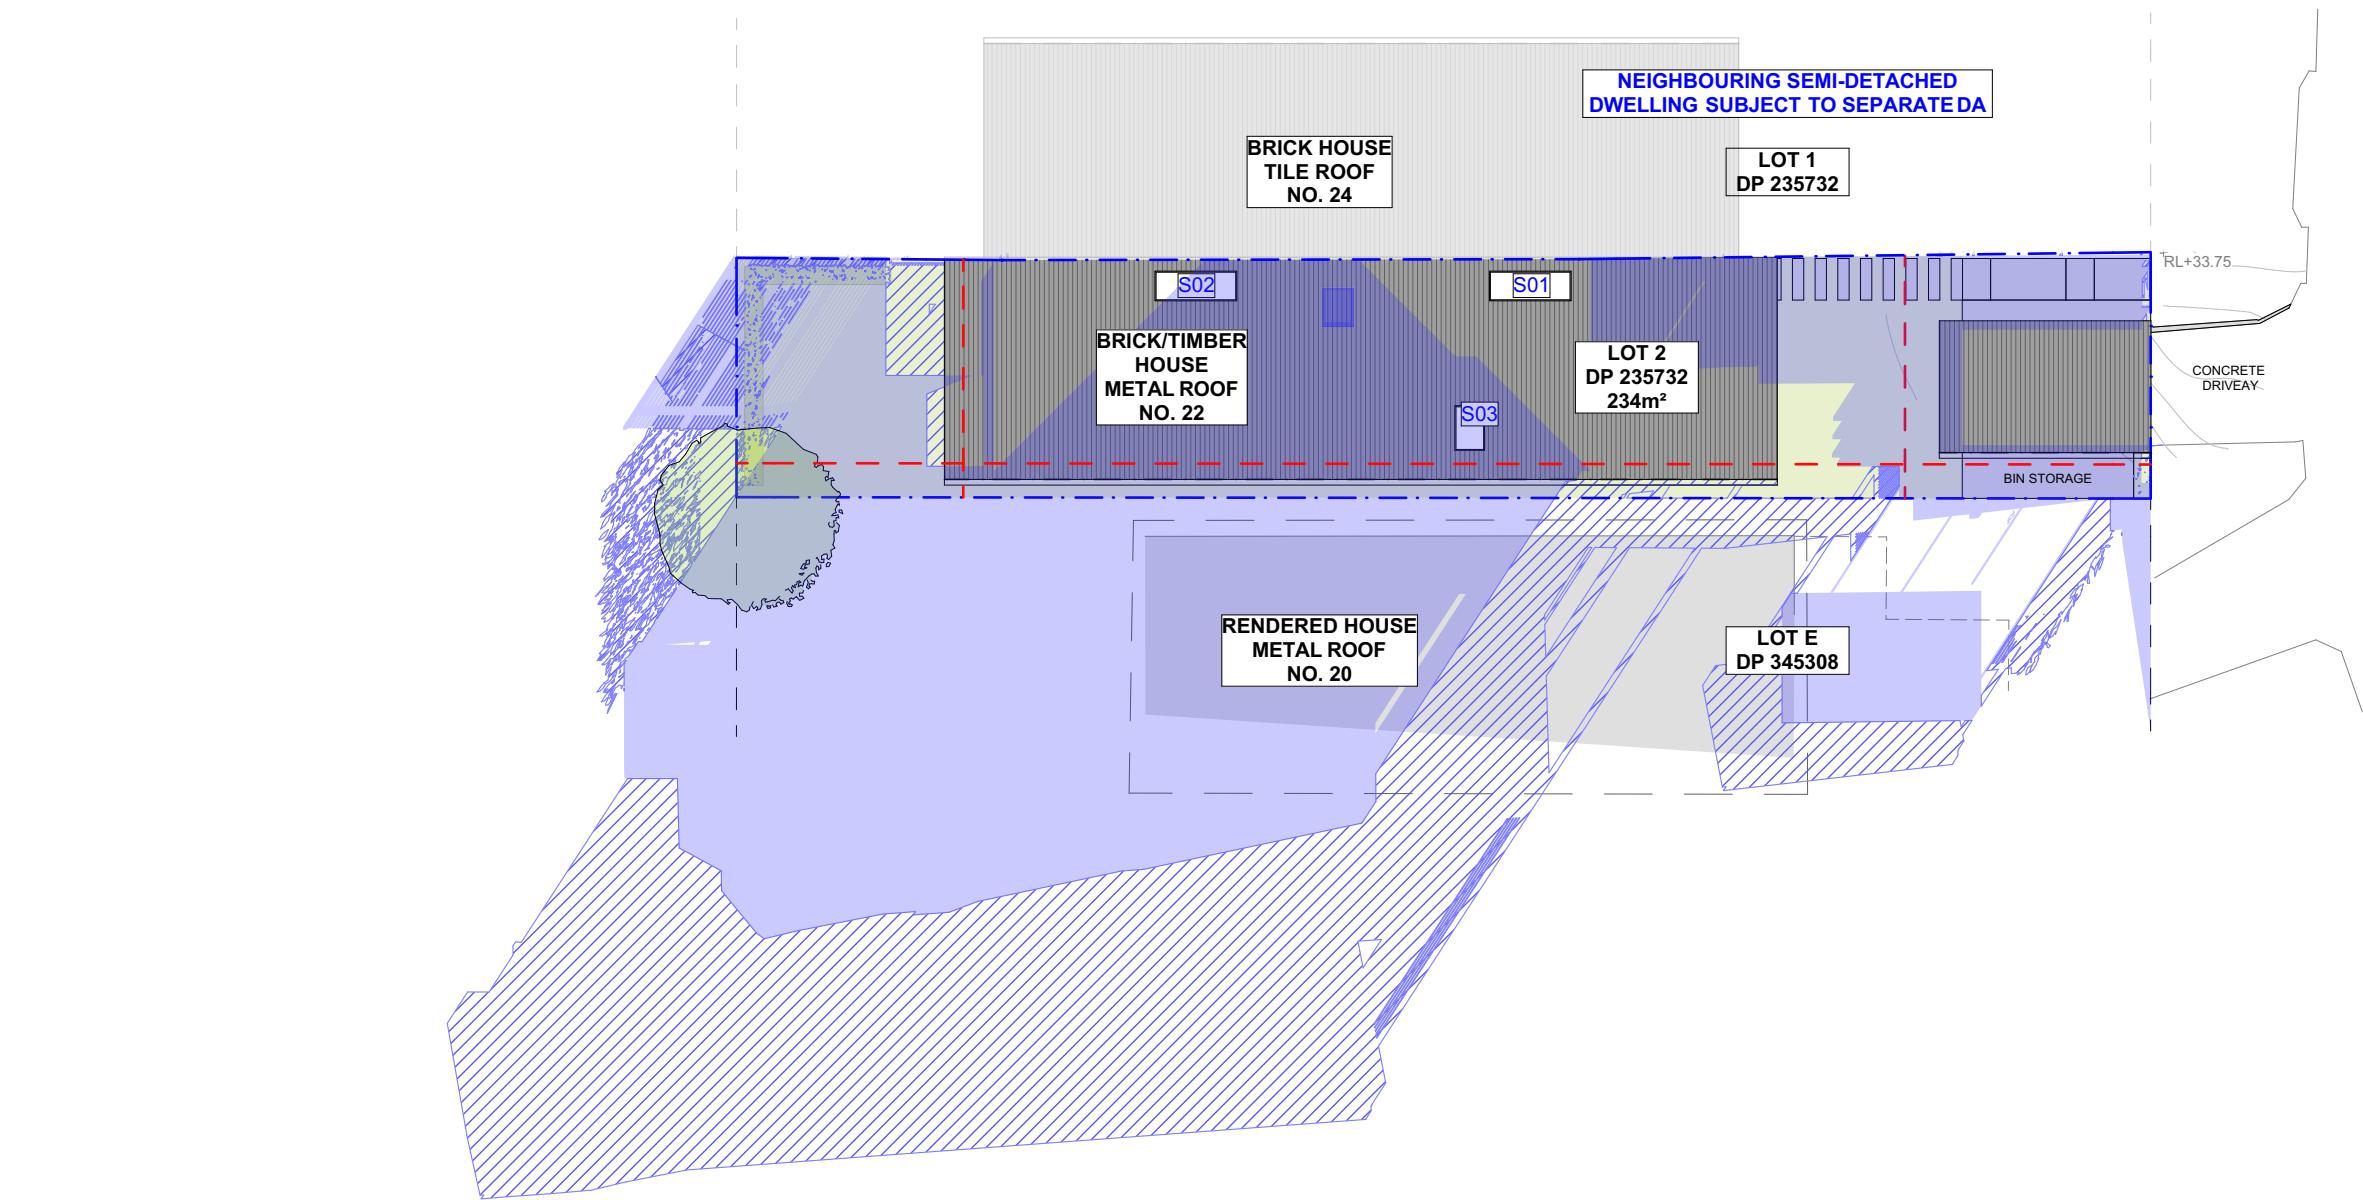 NEIGHBOURING SEMI-DETACHED
DWELLING SUBJECT TO SEPARATE DA
BRICK HOUSE
TILE ROOF
NO. 24
LOT 1
DP 235732
RL+33.75
S02
S01
BRICK/TIMBER
HOUSE
METAL ROOF
NO. 22
LOT 2
DP 235732
234m²
S03
CONCRETE
DRIVEAY
BIN STORAGE
RENDERED HOUSE
METAL ROOF
NO. 20
LOT E
DP 345308